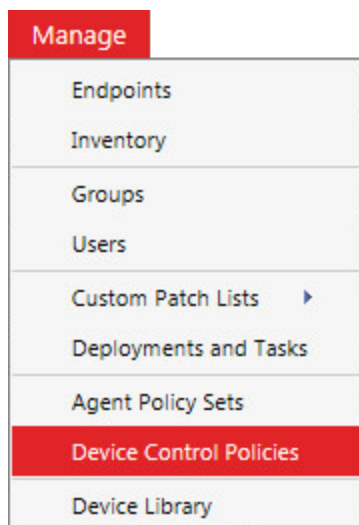 Manage
Endpoints
Inventory
Groups
Users
Custom Patch Lists
Deployments and Tasks
Agent Policy Sets
Device Control Policies
Device Library